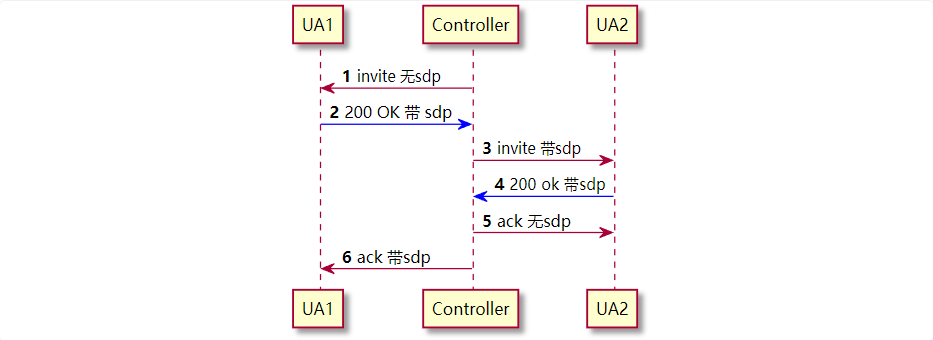 UA1
Controller
UA2
1 invite 无sdp
2 200 OK 带 sdp
3 invite 带sdp
4 200 ok 带sdp
5 ack 无sdp
6 ack 带sdp
UA1
Controller
UA2